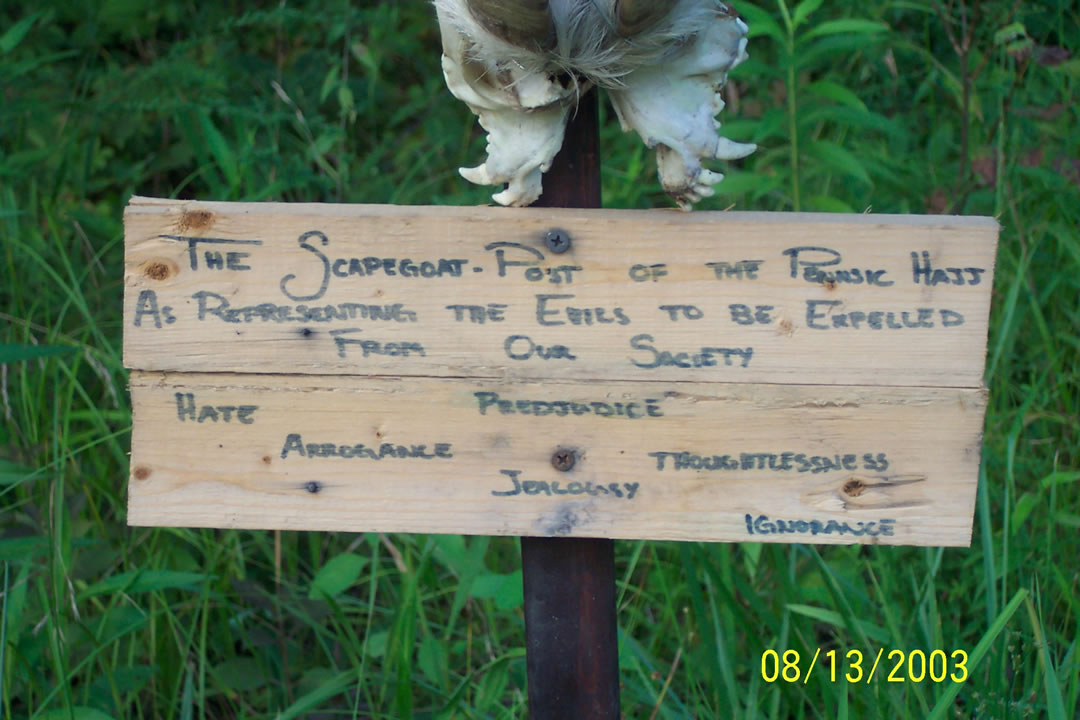 The Scapegoat-Post of the Pennsic Hajj
As Representing the Evils to be Expelled
From Our Society
Hate Predjudice
Arrogance Thoughtlessness
Jealousy
Ignorance
08/13/2003